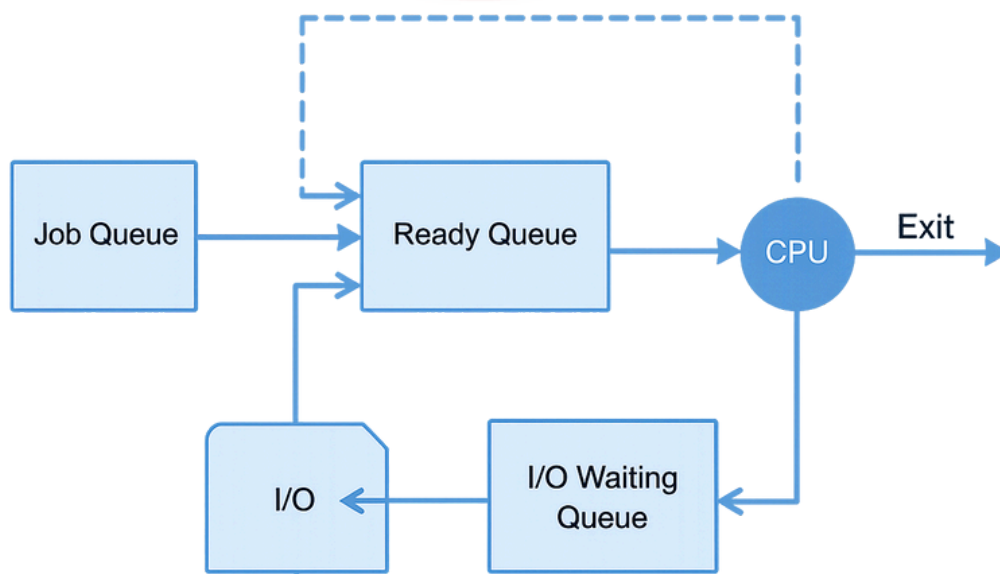 Job Queue
Ready Queue
CPU
Exit
I/O
I/O Waiting
Queue